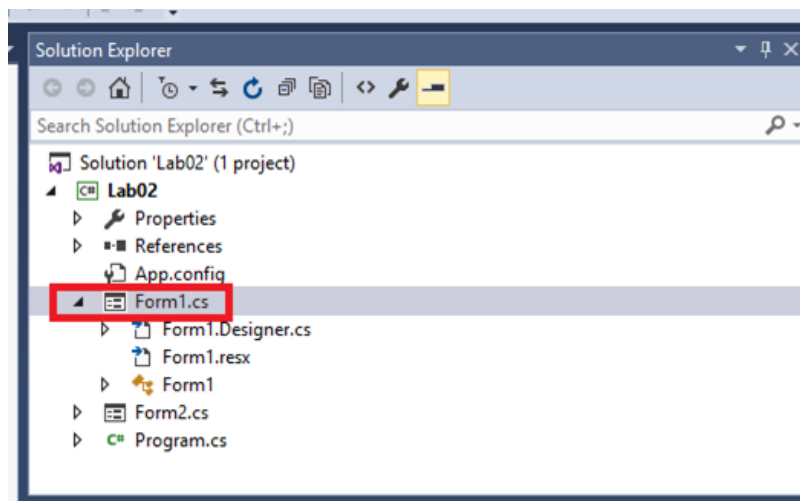 Solution Explorer
Search Solution Explorer (Ctrl+;)
Solution 'Lab02' (1 project)
C# Lab02
Properties
References
App.config
Form1.cs
Form1.Designer.cs
Form1.resx
Form1
Form2.cs
C# Program.cs